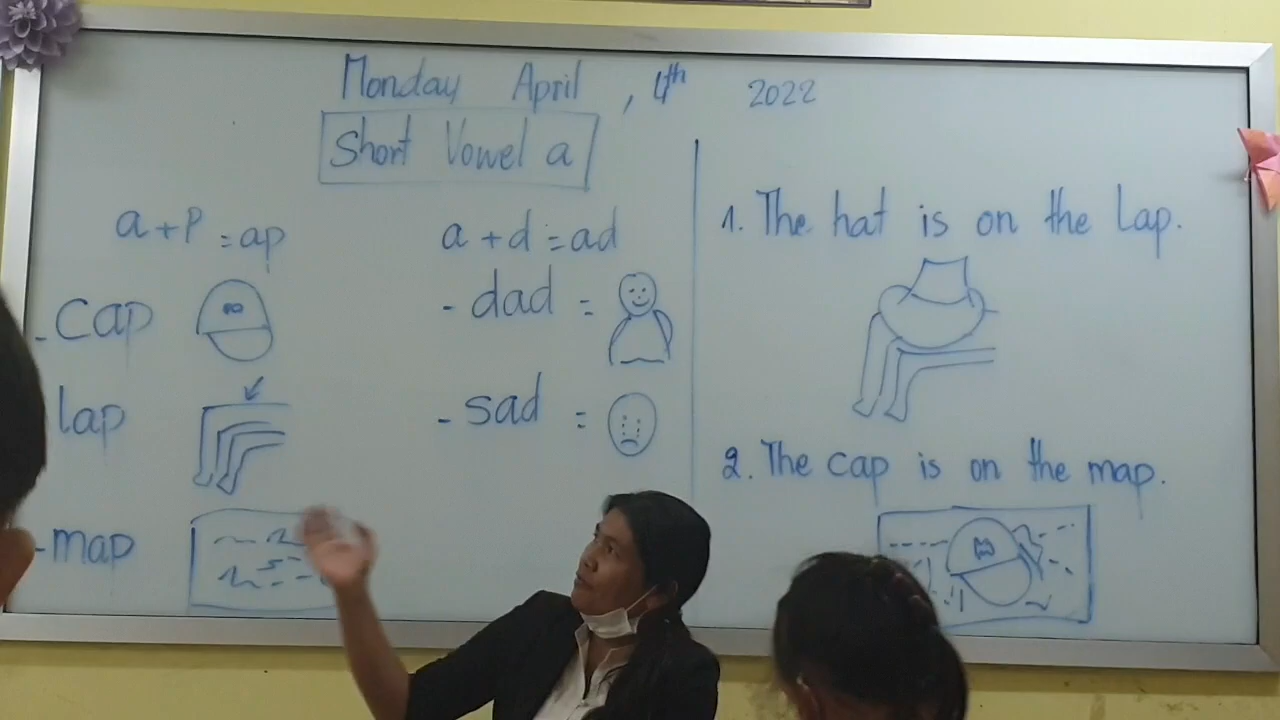 Monday April, 4th 2022
Short Vowel a
a+p=ap
-cap
lap
-map
a+d=ad
-dad=
-sad=
1. The hat is on the Lap.
2. The cap is on the map.